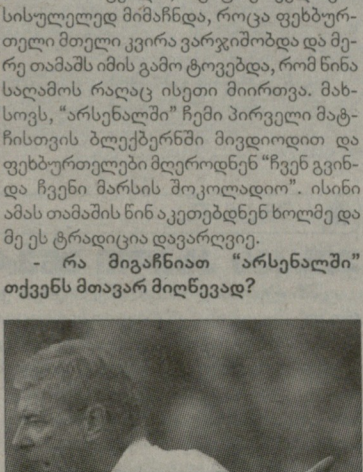 სისულელედ მიმაჩნდა, როცა ფეხბურ-
თელი მთელი კვირა ვარჯიშობდა და მე-
რე თამაშს იმის გამო ტოვებდა, რომ წინა
საღამოს რაღაც ისეთი მიირთვა. მახ-
სოვს, “არსენალში” ჩემი პირველი მატ-
ჩისთვის ბლექბერნში მივდიოდით და
ფეხბურთელები მღეროდნენ “ჩვენ გვინ-
და ჩვენი მარსის შოკოლადიო”. ისინი
ამას თამაშის წინ აკეთებდნენ ხოლმე და
მე ეს ტრადიცია დავარღვიე.
- რა მიგაჩნიათ “არსენალში”
თქვენს მთავარ მიღწევად?